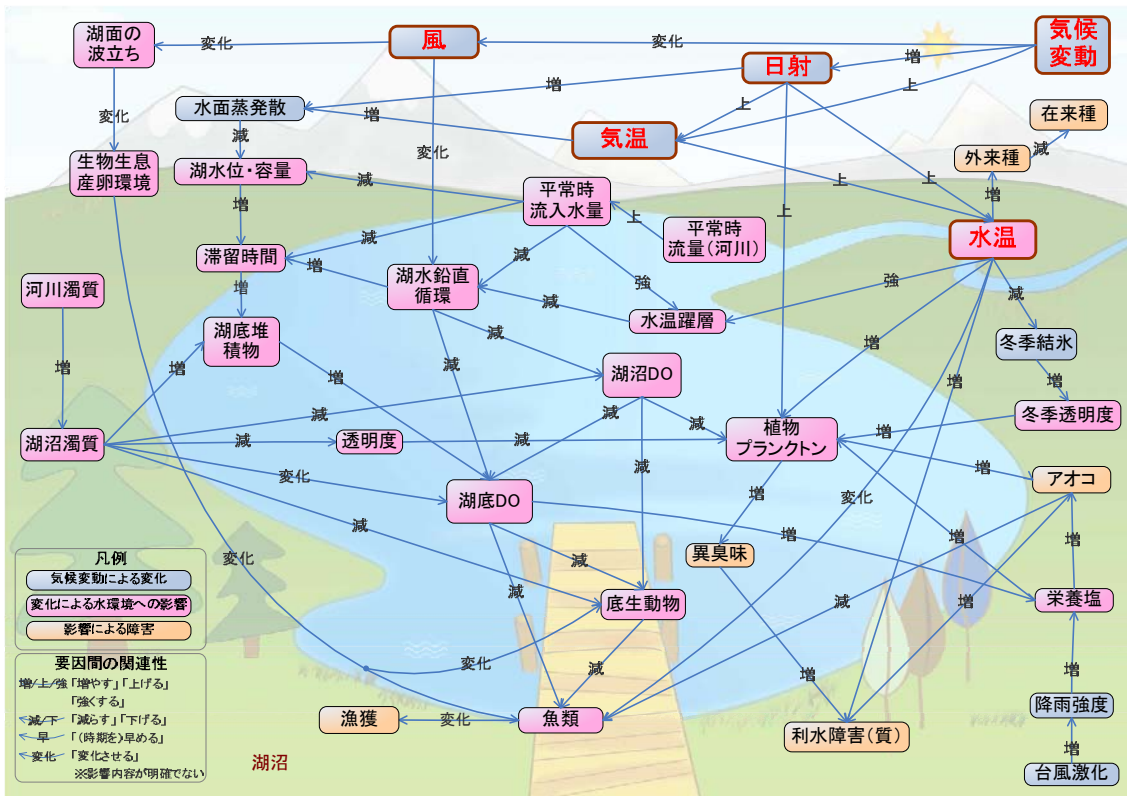 湖面の
波立ち
変化
風
変化
気候
変動
増
日射
上
増
上
水面蒸発散
増
気温
在来種
変化
減
減
外来種
生物生息
産卵環境
湖水位・容量
変化
減
平常時
流入水量
上
上
増
上
上
平常時
流量(河川)
増
水温
滞留時間
減
減
強
強
減
河川濁質
増
湖水鉛直
循環
増
湖底堆
積物
減
水温躍層
減
増
冬季結氷
増
増
減
増
湖沼DO
増
増
減
減
減
冬季透明度
湖沼濁質
減
透明度
減
植物
プランクトン
増
減
変化
湖底DO
増
変化
増
アオコ
減
増
増
増
凡例
気候変動による変化
変化による水環境への影響
影響による障害
変化
減
異臭味
減
底生動物
減
増
栄養塩
要因間の関連性
増/上/強 「増やす」「上げる」
「強くする」
減/下 「減らす」「下げる」
早 「(時期を)早める」
変化 「変化させる」
※影響内容が明確でない
変化
減
増
増
降雨強度
漁獲
変化
魚類
利水障害(質)
増
湖沼
台風激化